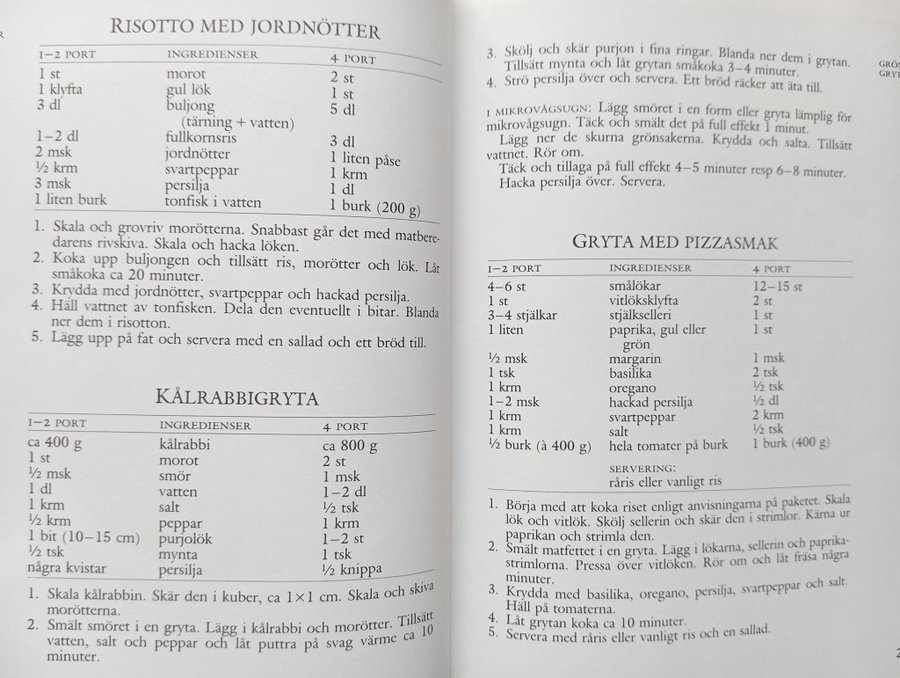 R
RISOTTO MED JORDNÖTTER
1–2 PORT INGREDIENSER 4 PORT
1 st morot 2 st
1 klyfta gul lök 1 st
3 dl buljong 5 dl
(tärning + vatten)
1–2 dl fullkornsris 3 dl
2 msk jordnötter 1 liten påse
½ krm svartpeppar 1 krm
3 msk persilja 1 dl
1 liten burk tonfisk i vatten 1 burk (200 g)
1. Skala och grovriv morötterna. Snabbast går det med matbere-
darens rivskiva. Skala och hacka löken.
2. Koka upp buljongen och tillsätt ris, morötter och lök. Låt
småkoka ca 20 minuter.
3. Krydda med jordnötter, svartpeppar och hackad persilja.
4. Häll vattnet av tonfisken. Dela den eventuellt i bitar. Blanda
ner dem i risotton.
5. Lägg upp på fat och servera med en sallad och ett bröd till.
KÅLRABBIGRYTA
1–2 PORT INGREDIENSER 4 PORT
ca 400 g kålrabbi ca 800 g
1 st morot 2 st
½ msk smör 1 msk
1 dl vatten 1–2 dl
1 krm salt ½ tsk
½ krm peppar 1 krm
1 bit (10–15 cm) purjolök 1–2 st
½ tsk mynta 1 tsk
några kvistar persilja ½ knippa
1. Skala kålrabbin. Skär den i kuber, ca 1×1 cm. Skala och skiva
morötterna.
2. Smält smöret i en gryta. Lägg i kålrabbi och morötter. Tillsätt
vatten, salt och peppar och låt puttra på svag värme ca 10
minuter.
3. Skölj och skär purjon i fina ringar. Blanda ner dem i grytan.
Tillsätt mynta och låt grytan småkoka 3–4 minuter.
4. Strö persilja över och servera. Ett bröd räcker att äta till.
I MIKROVÅGSUGN: Lägg smöret i en form eller gryta lämplig för
mikrovågsugn. Täck och smält det på full effekt 1 minut.
Lägg ner de skurna grönsakerna. Krydda och salta. Tillsätt
vattnet. Rör om.
Täck och tillaga på full effekt 4–5 minuter resp 6–8 minuter.
Hacka persilja över. Servera.
GRYTA MED PIZZASMAK
1–2 PORT INGREDIENSER 4 PORT
4–6 st smålökar 12–15 st
1 st vitlöksklyfta 2 st
3–4 stjälkar stjälkselleri 1 st
1 liten paprika, gul eller 1 st
grön
½ msk margarin 1 msk
1 tsk basilika 2 tsk
1 krm oregano ½ tsk
1–2 msk hackad persilja ½ dl
1 krm svartpeppar 2 krm
1 krm salt ½ tsk
½ burk (à 400 g) hela tomater på burk 1 burk (400 g)
SERVERING:
råris eller vanligt ris
1. Börja med att koka riset enligt anvisningarna på paketet. Skala
lök och vitlök. Skölj sellerin och skär den i strimlor. Kärna ur
paprikan och strimla den.
2. Smält matfettet i en gryta. Lägg i lökarna, sellerin och paprika-
strimlorna. Pressa över vitlöken. Rör om och låt fräsa några
minuter.
3. Krydda med basilika, oregano, persilja, svartpeppar och salt.
Häll på tomaterna.
4. Låt grytan koka ca 10 minuter.
5. Servera med råris eller vanligt ris och en sallad.